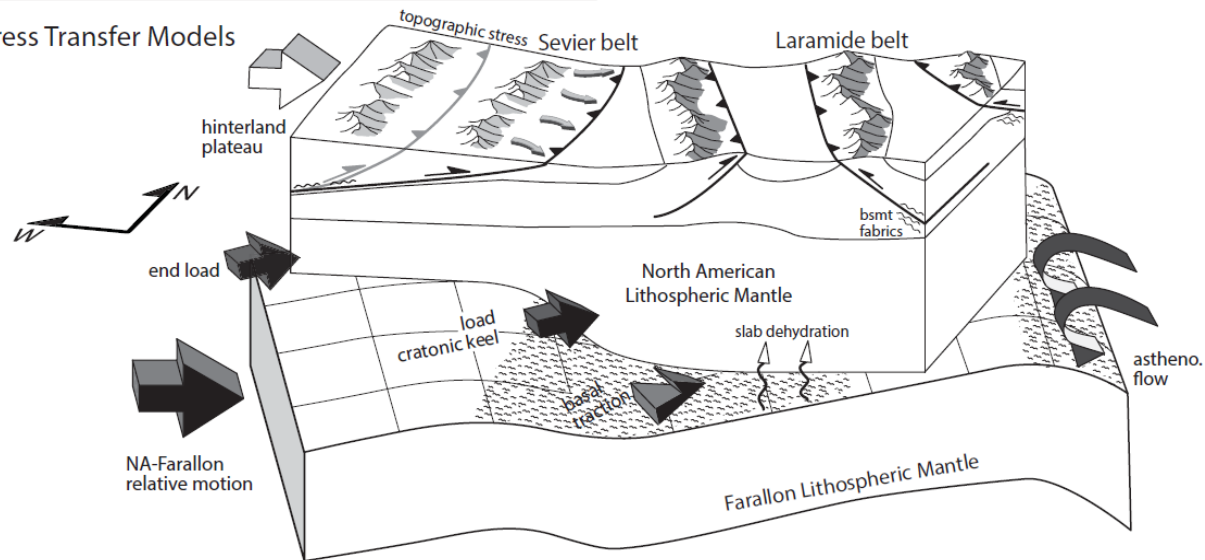 ress Transfer Models
topographic stress
Sevier belt
Laramide belt
hinterland
plateau
N
W
bsmt
fabrics
end load
North American
Lithospheric Mantle
load
cratonic keel
slab dehydration
basal
traction
astheno.
flow
NA-Farallon
relative motion
Farallon Lithospheric Mantle